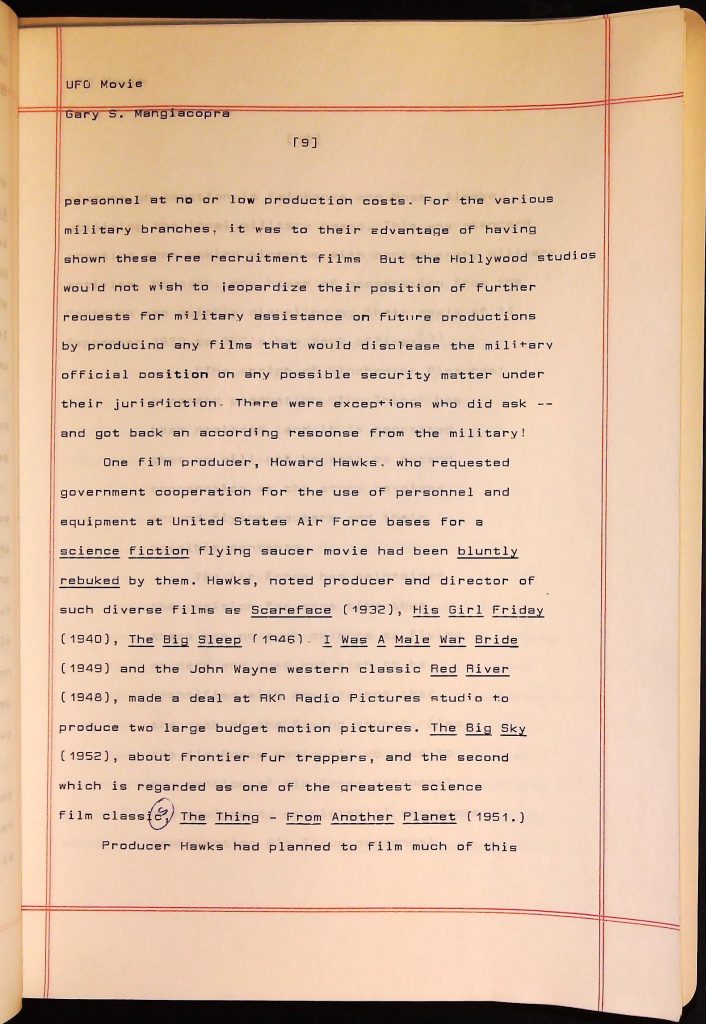 UFO Movie
Gary S. Mangiacopra
[9]
personnel at no or low production costs. For the various
military branches, it was to their advantage of having
shown these free recruitment films But the Hollywood studios
would not wish to jeopardize their position of further
requests for military assistance on future productions
by producing any films that would displease the military
official position on any possible security matter under
their jurisdiction. There were exceptions who did ask --
and got back an according response from the military!
One film producer, Howard Hawks. who requested
government cooperation for the use of personnel and
equipment at United States Air Force bases for a
science fiction flying saucer movie had been bluntly
rebuked by them. Hawks, noted producer and director of
such diverse films as Scareface (1932), His Girl Friday
(1940), The Big Sleep (1946). I Was A Male War Bride
(1949) and the John Wayne western classic Red River
(1948), made a deal at RKO Radio Pictures studio to
produce two large budget motion pictures. The Big Sky
(1952), about frontier fur trappers, and the second
which is regarded as one of the greatest science
film classics, The Thing - From Another Planet (1951.)
Producer Hawks had planned to film much of this